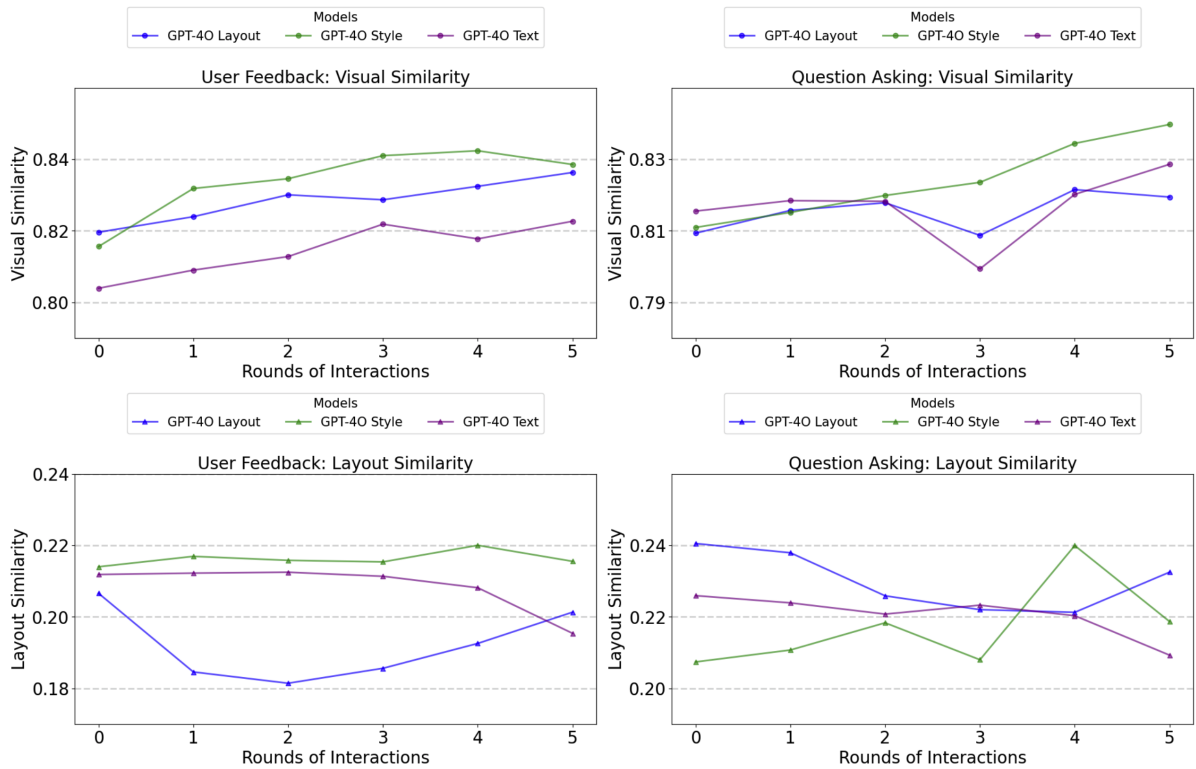 Models
GPT-4O Layout GPT-4O Style GPT-4O Text
User Feedback: Visual Similarity
Visual Similarity
0.84
0.82
0.80
0 1 2 3 4 5
Rounds of Interactions
Models
GPT-4O Layout GPT-4O Style GPT-4O Text
Question Asking: Visual Similarity
Visual Similarity
0.83
0.81
0.79
0 1 2 3 4 5
Rounds of Interactions
Models
GPT-4O Layout GPT-4O Style GPT-4O Text
User Feedback: Layout Similarity
Layout Similarity
0.24
0.22
0.20
0.18
0 1 2 3 4 5
Rounds of Interactions
Models
GPT-4O Layout GPT-4O Style GPT-4O Text
Question Asking: Layout Similarity
Layout Similarity
0.24
0.22
0.20
0 1 2 3 4 5
Rounds of Interactions